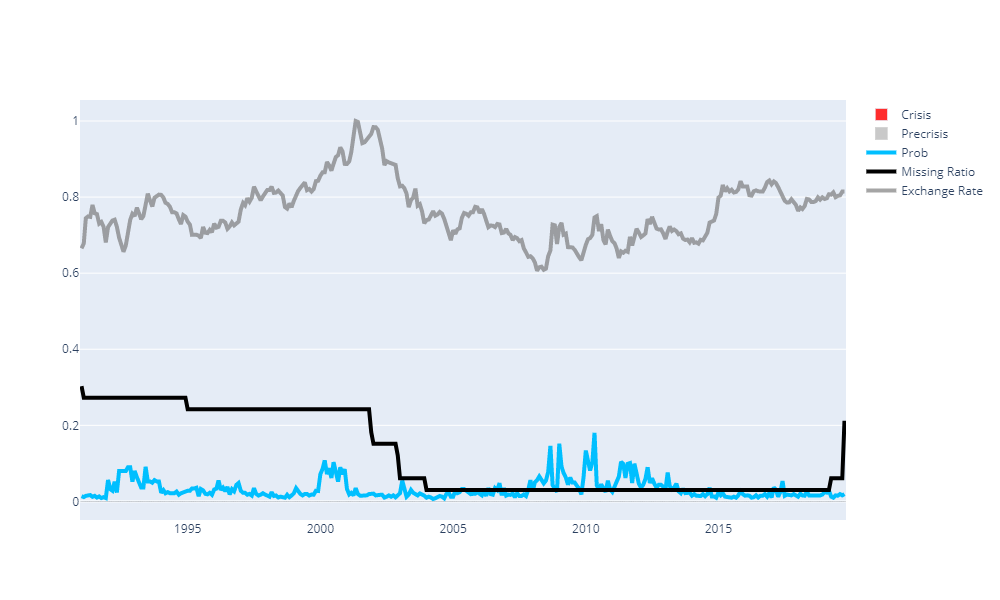 Crisis
Precrisis
Prob
Missing Ratio
Exchange Rate
1
0.8
0.6
0.4
0.2
0
1995
2000
2005
2010
2015